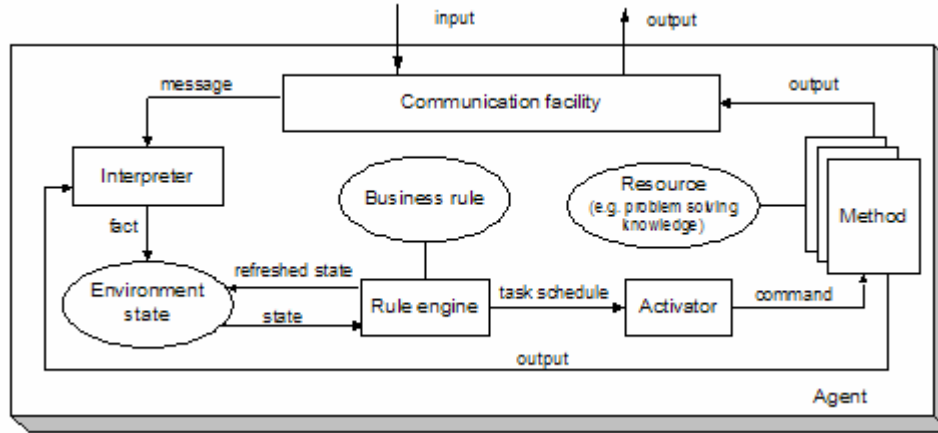 input
output
message
Communication facility
output
Interpreter
Business rule
Resource
(e.g. problem solving
knowledge)
Method
fact
Environment
state
refreshed state
state
Rule engine
task schedule
Activator
command
output
Agent